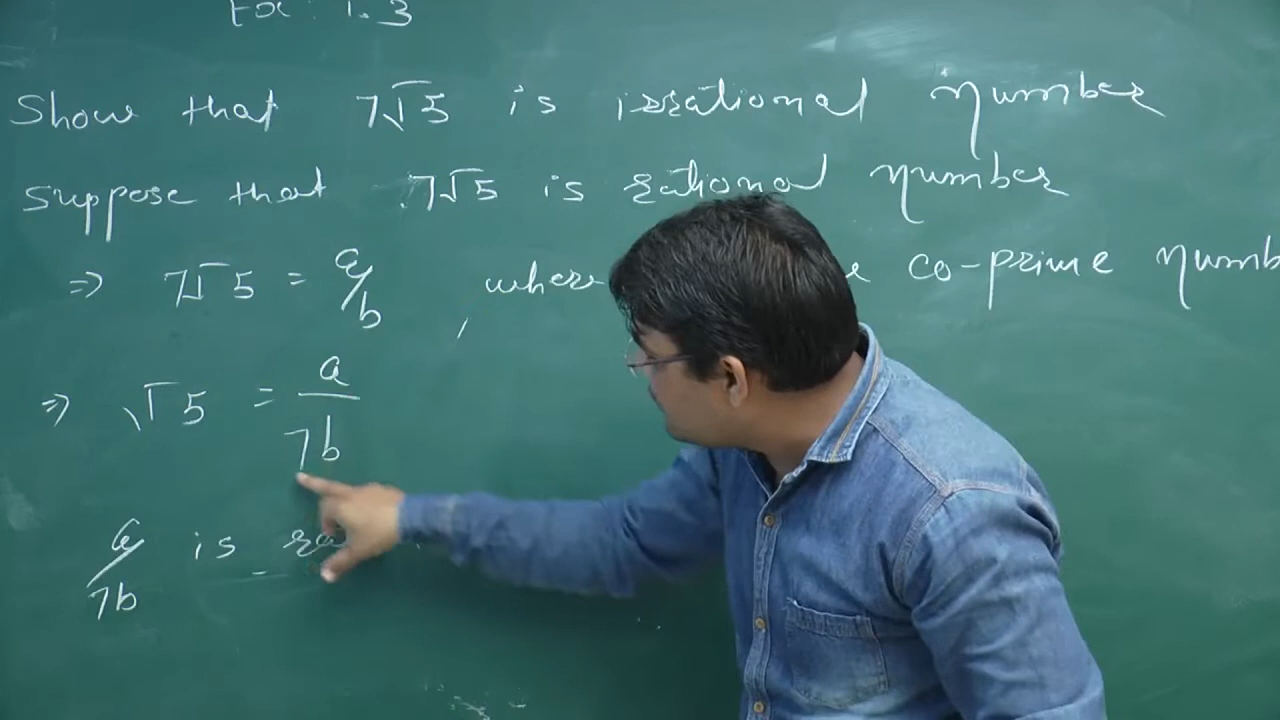 Ex: 1.3
Show that 7√5 is irrational number
Suppose that 7√5 is rational number
⇒ 7√5 = a/b , where co-prime numb
⇒ √5 = a/7b
a/7b is